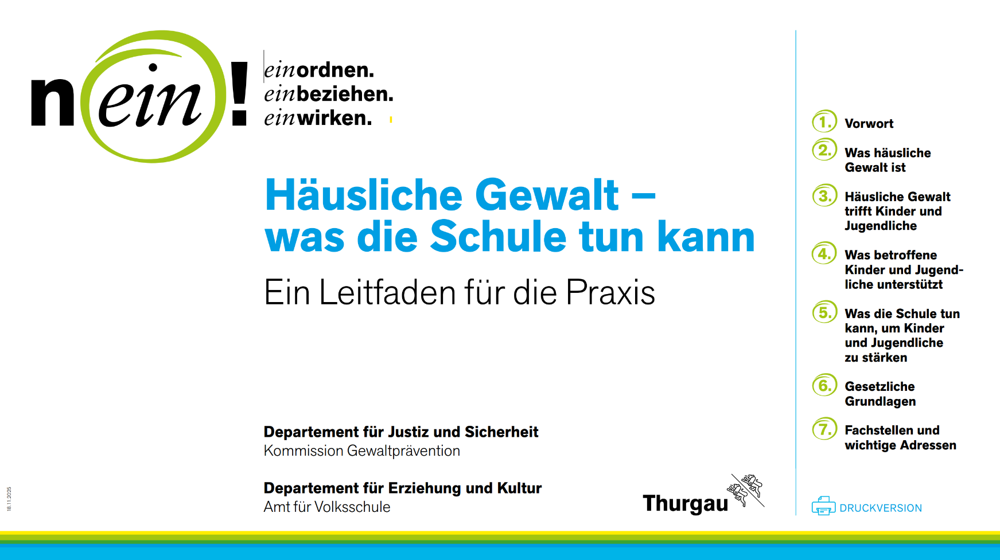 nein!
einordnen.
einbeziehen.
einwirken.
Häusliche Gewalt –
was die Schule tun kann
Ein Leitfaden für die Praxis
Departement für Justiz und Sicherheit
Kommission Gewaltprävention
Departement für Erziehung und Kultur
Amt für Volksschule
Thurgau
18.11.2025
1. Vorwort
2. Was häusliche
Gewalt ist
3. Häusliche Gewalt
trifft Kinder und
Jugendliche
4. Was betroffene
Kinder und Jugend-
liche unterstützt
5. Was die Schule tun
kann, um Kinder
und Jugendliche
zu stärken
6. Gesetzliche
Grundlagen
7. Fachstellen und
wichtige Adressen
DRUCKVERSION